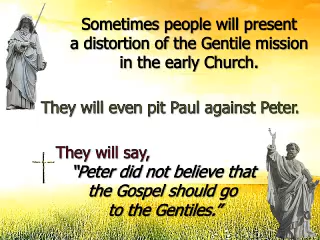 Sometimes people will present
a distortion of the Gentile mission
in the early Church.
They will even pit Paul against Peter.
They will say,
"Peter did not believe that
the Gospel should go
to the Gentiles."